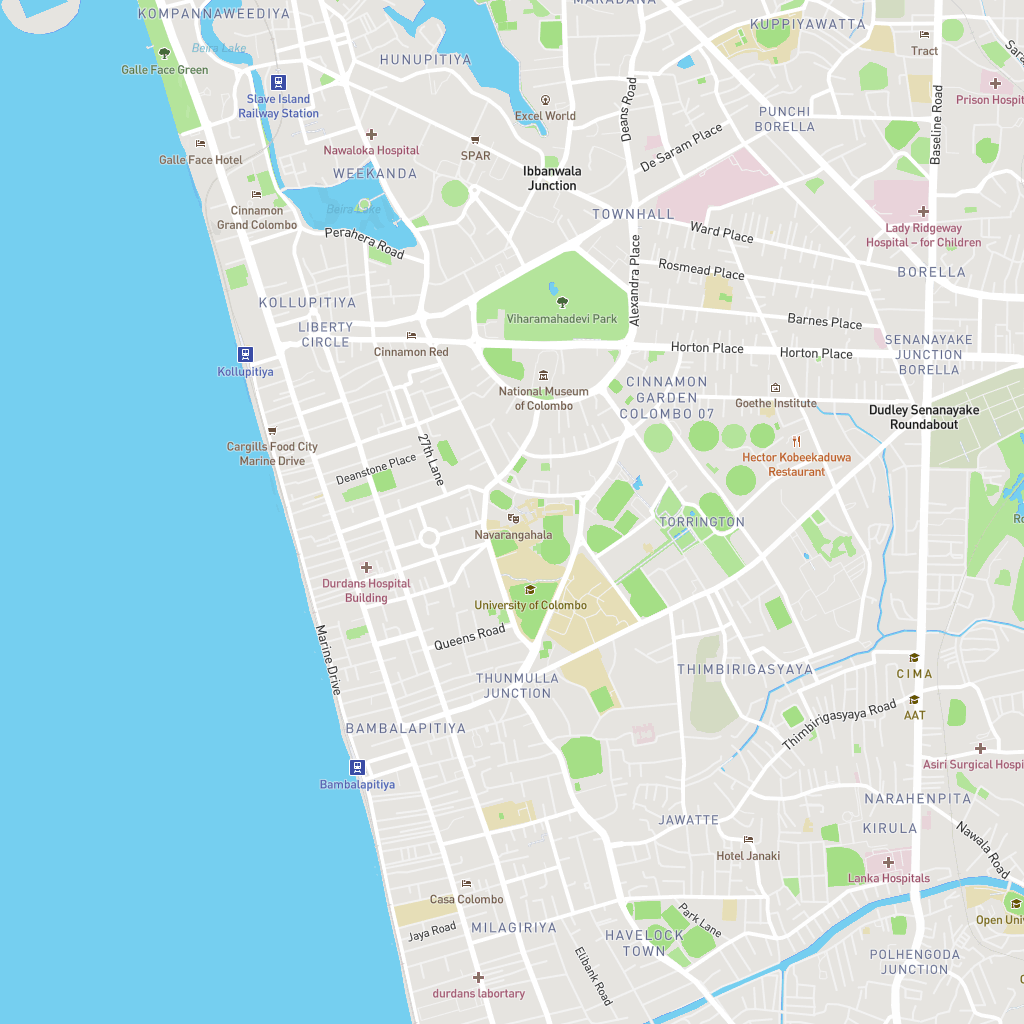 MARADANA
KOMPANNAWEEDIYA
KUPPIYAWATTA
Tract
Beira Lake
HUNUPITIYA
Galle Face Green
Slave Island
Railway Station
Excel World
Deans Road
Baseline Road
Prison Hospit
PUNCHI
BORELLA
Nawaloka Hospital
SPAR
De Saram Place
Galle Face Hotel
WEEKANDA
Ibbanwala
Junction
Cinnamon
Grand Colombo
Beira Lake
TOWNHALL
Ward Place
Lady Ridgeway
Hospital – for Children
Perahera Road
Alexandra Place
Rosmead Place
BORELLA
KOLLUPITIYA
Viharamahadevi Park
Barnes Place
LIBERTY
CIRCLE
Cinnamon Red
Horton Place
Horton Place
SENANAYAKE
JUNCTION
BORELLA
Kollupitiya
National Museum
of Colombo
CINNAMON
GARDEN
COLOMBO 07
Goethe Institute
Dudley Senanayake
Roundabout
Cargills Food City
Marine Drive
27th Lane
Deanstone Place
Hector Kobeekaduwa
Restaurant
Navarangahala
TORRINGTON
Durdans Hospital
Building
University of Colombo
Marine Drive
Queens Road
THUNMULLA
JUNCTION
THIMBIRIGASYAYA
CIMA
AAT
BAMBALAPITIYA
Thimbirigasyaya Road
Asiri Surgical Hospi
Bambalapitiya
NARAHENPITA
JAWATTE
KIRULA
Nawala Road
Hotel Janaki
Lanka Hospitals
Casa Colombo
Open Univ
Jaya Road
MILAGIRIYA
HAVELOCK
TOWN
Park Lane
POLHENGODA
JUNCTION
Elibank Road
durdans labortary